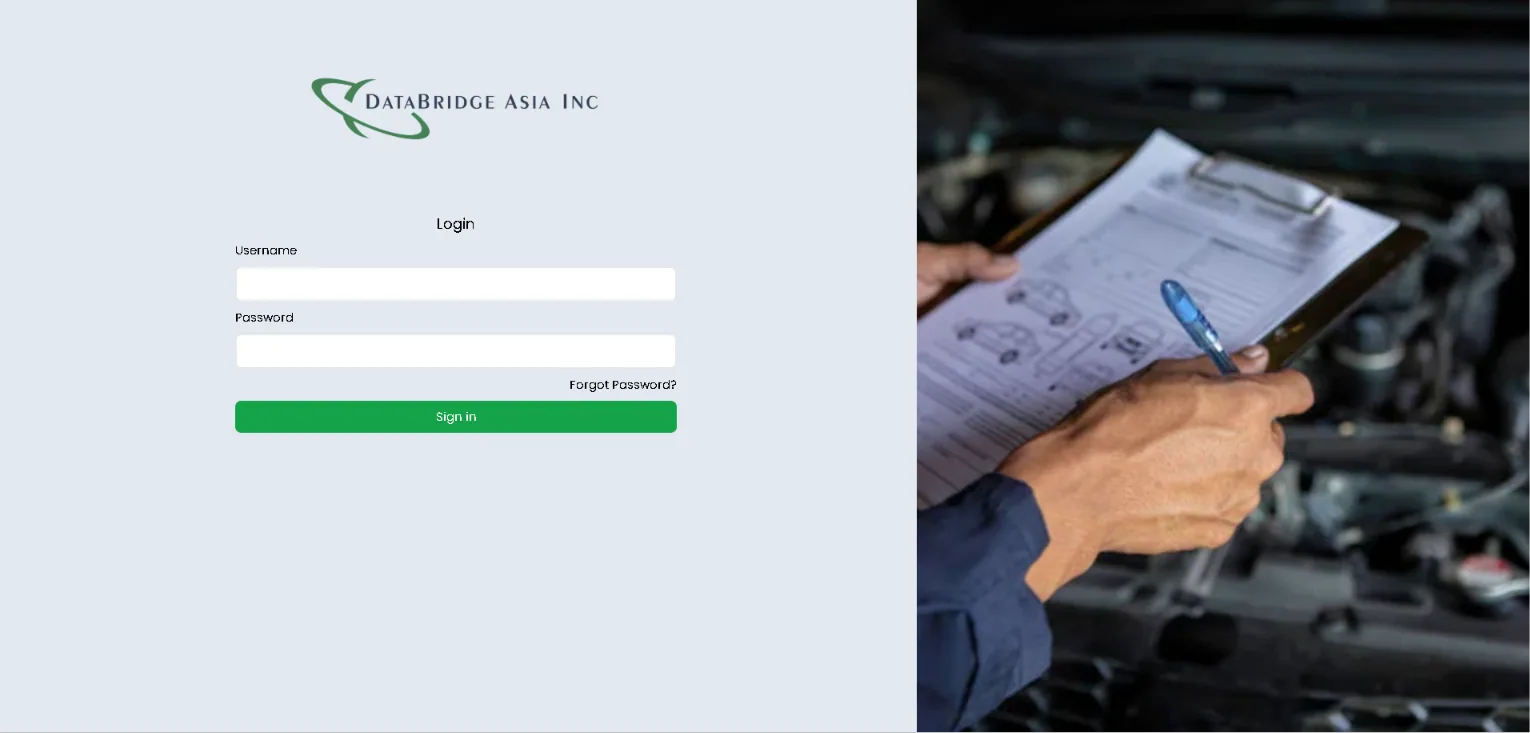 DATABRIDGE ASIA INC
Login
Username
Password
Forgot Password?
Sign in